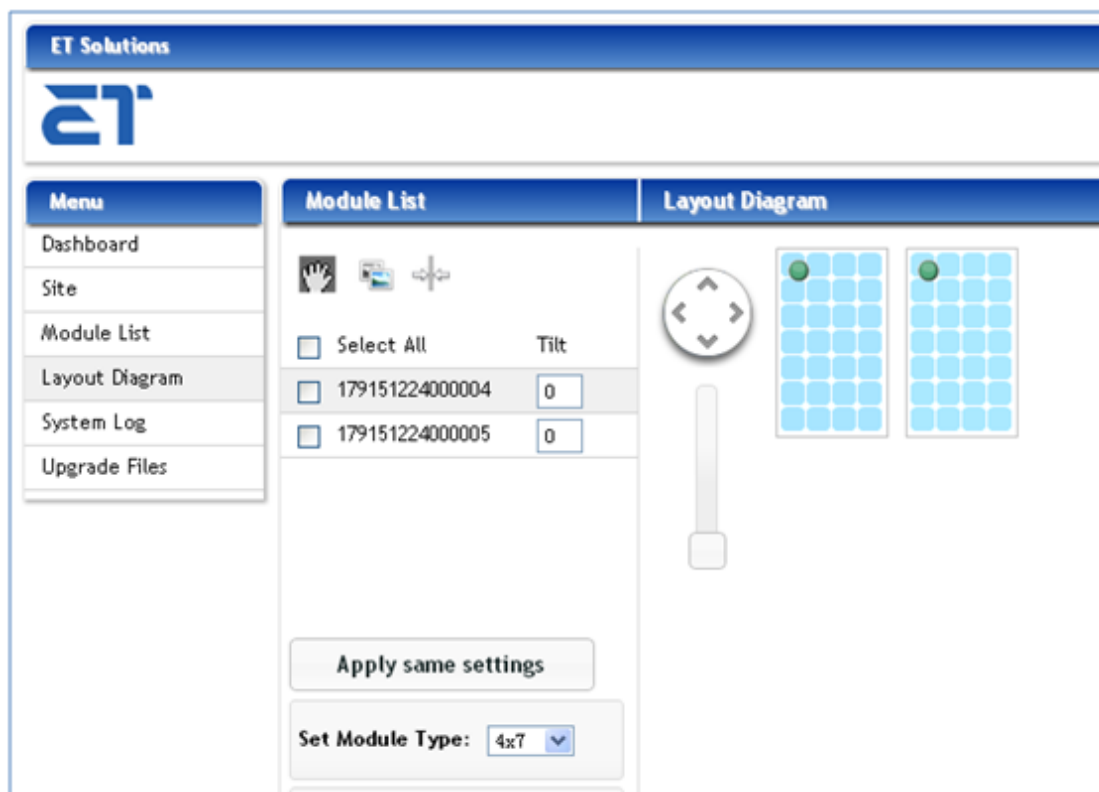 ET Solutions
ET
Menu
Dashboard
Site
Module List
Layout Diagram
System Log
Upgrade Files
Module List
Select All Tilt
179151224000004 0
179151224000005 0
Apply same settings
Set Module Type: 4x7
Layout Diagram